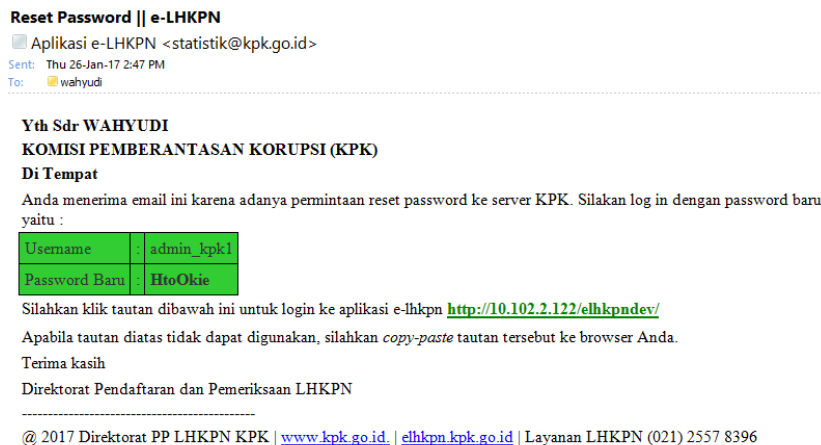 Reset Password || e-LHKPN
Aplikasi e-LHKPN <statistik@kpk.go.id>
Sent: Thu 26-Jan-17 2:47 PM
To: wahyudi
Yth Sdr WAHYUDI
KOMISI PEMBERANTASAN KORUPSI (KPK)
Di Tempat
Anda menerima email ini karena adanya permintaan reset password ke server KPK. Silakan log in dengan password baru
yaitu :
Username : admin_kpk1
Password Baru : HtoOkie
Silahkan klik tautan dibawah ini untuk login ke aplikasi e-lhkpn http://10.102.2.122/elhkpndev/
Apabila tautan diatas tidak dapat digunakan, silahkan copy-paste tautan tersebut ke browser Anda.
Terima kasih
Direktorat Pendaftaran dan Pemeriksaan LHKPN
---------------------------------------------
@ 2017 Direktorat PP LHKPN KPK | www.kpk.go.id. | elhkpn.kpk.go.id | Layanan LHKPN (021) 2557 8396